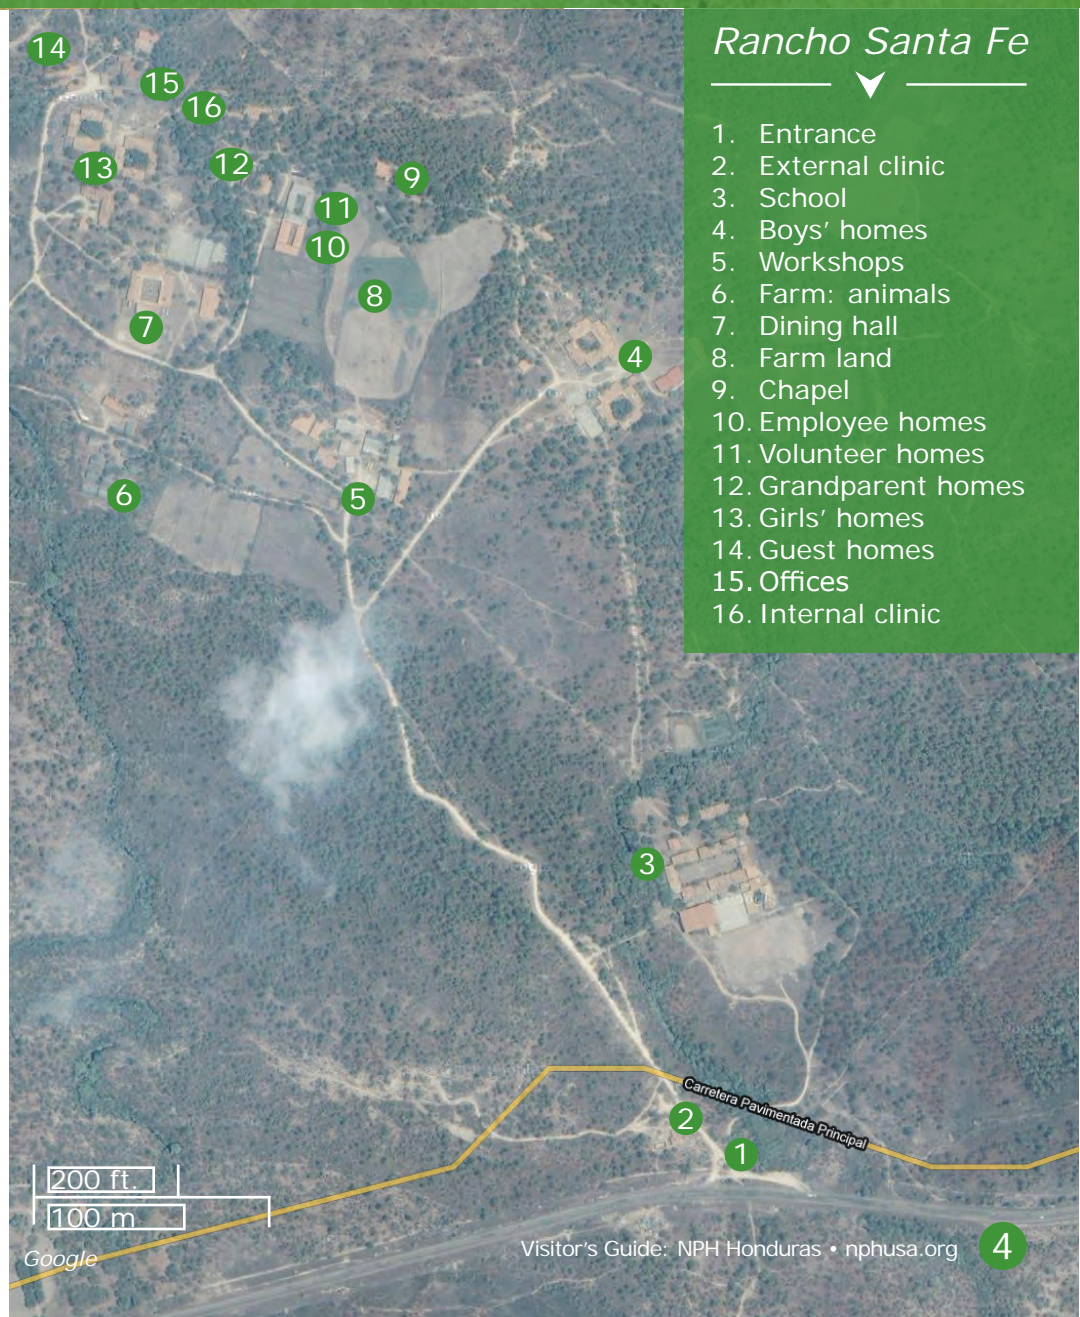 Rancho Santa Fe
1. Entrance
2. External clinic
3. School
4. Boys' homes
5. Workshops
6. Farm: animals
7. Dining hall
8. Farm land
9. Chapel
10. Employee homes
11. Volunteer homes
12. Grandparent homes
13. Girls' homes
14. Guest homes
15. Offices
16. Internal clinic
14
15
16
13
12
9
11
10
8
7
4
6
5
3
Carretera Pavimentada Principal
2
1
200 ft.
100 m
Google
Visitor's Guide: NPH Honduras • nphusa.org 4